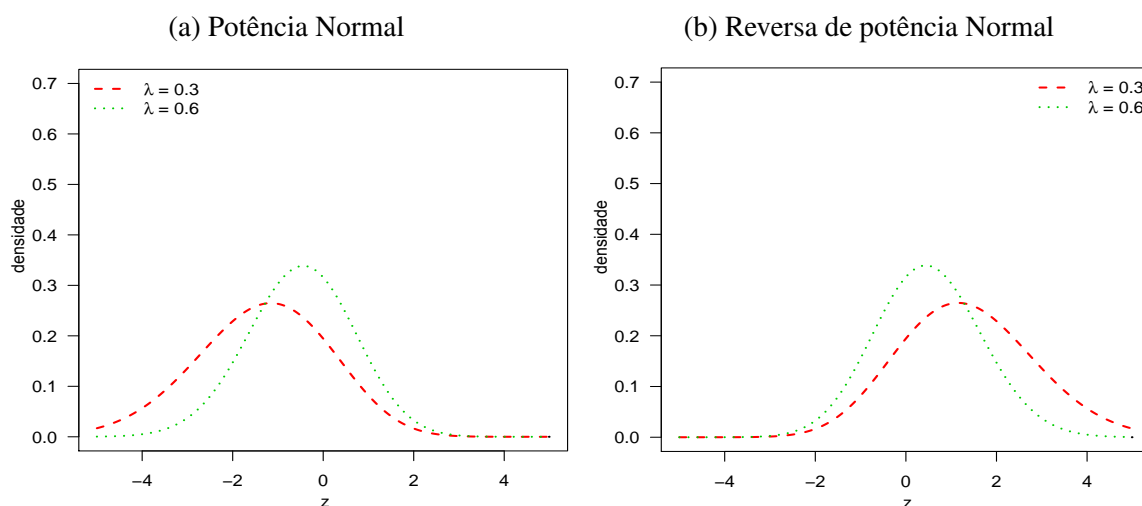 (a) Potência Normal
λ = 0.3
λ = 0.6
0.7
0.6
0.5
0.4
0.3
0.2
0.1
0.0
densidade
−4 −2 0 2 4
z
(b) Reversa de potência Normal
λ = 0.3
λ = 0.6
0.7
0.6
0.5
0.4
0.3
0.2
0.1
0.0
densidade
−4 −2 0 2 4
z